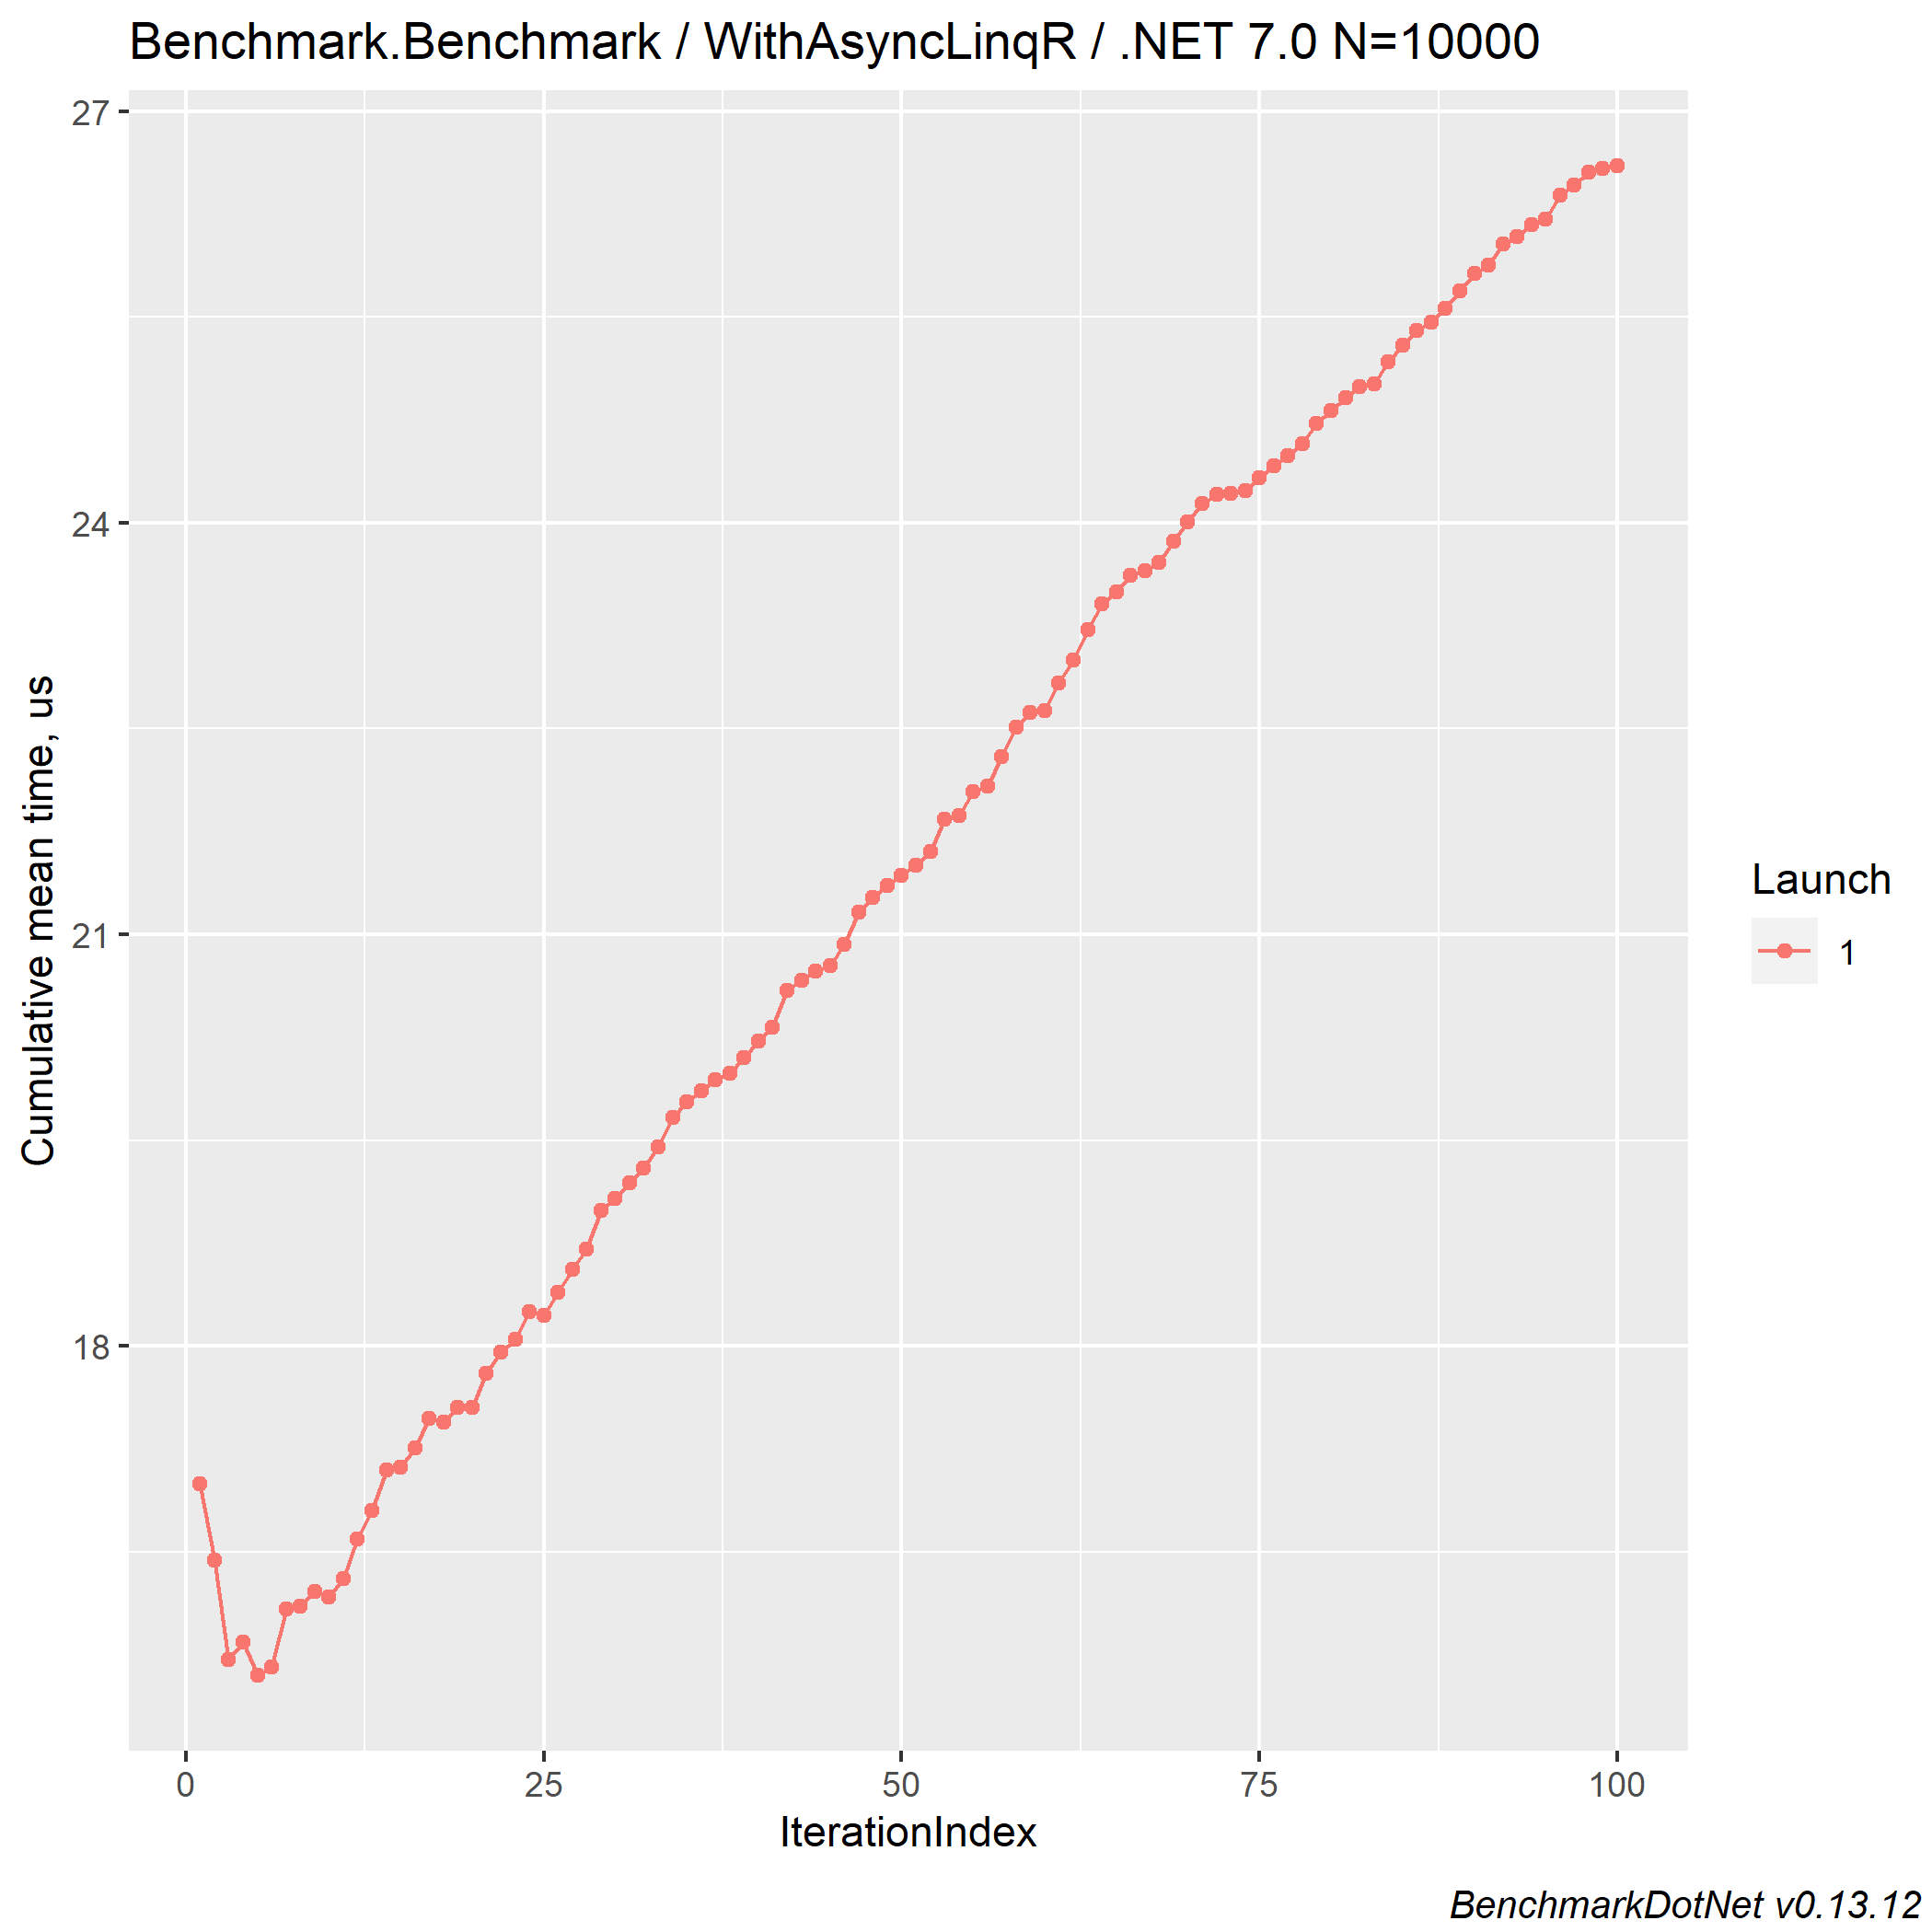 Benchmark.Benchmark / WithAsyncLinqR / .NET 7.0 N=10000
27
24
21
18
Cumulative mean time, us
0 25 50 75 100
IterationIndex
Launch
1
BenchmarkDotNet v0.13.12